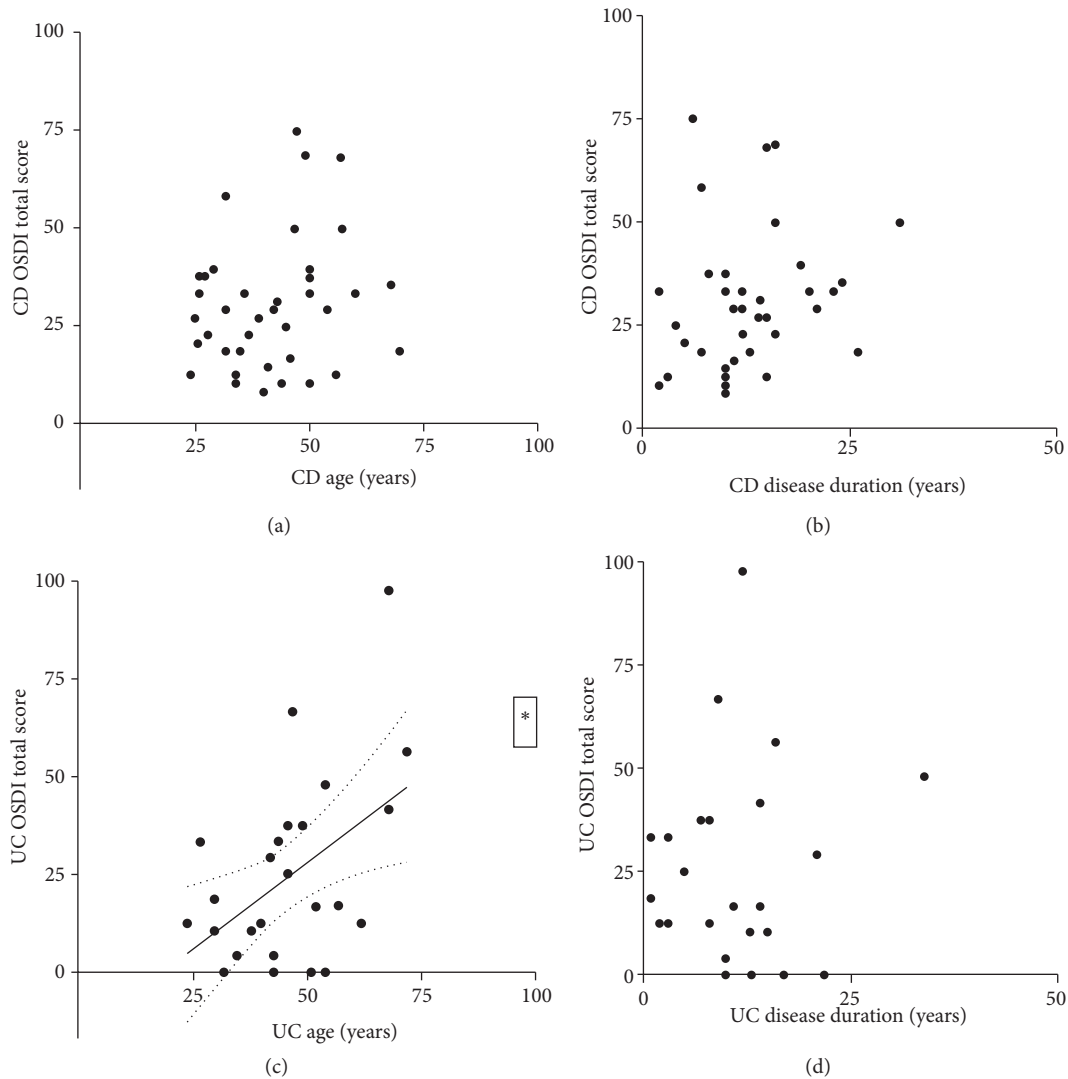 100
75
50
25
0
CD OSDI total score
25 50 75 100
CD age (years)
(a)
100
75
50
25
0
CD OSDI total score
0 25 50
CD disease duration (years)
(b)
100
75
50
25
0
UC OSDI total score
*
25 50 75 100
UC age (years)
(c)
100
75
50
25
0
UC OSDI total score
0 25 50
UC disease duration (years)
(d)